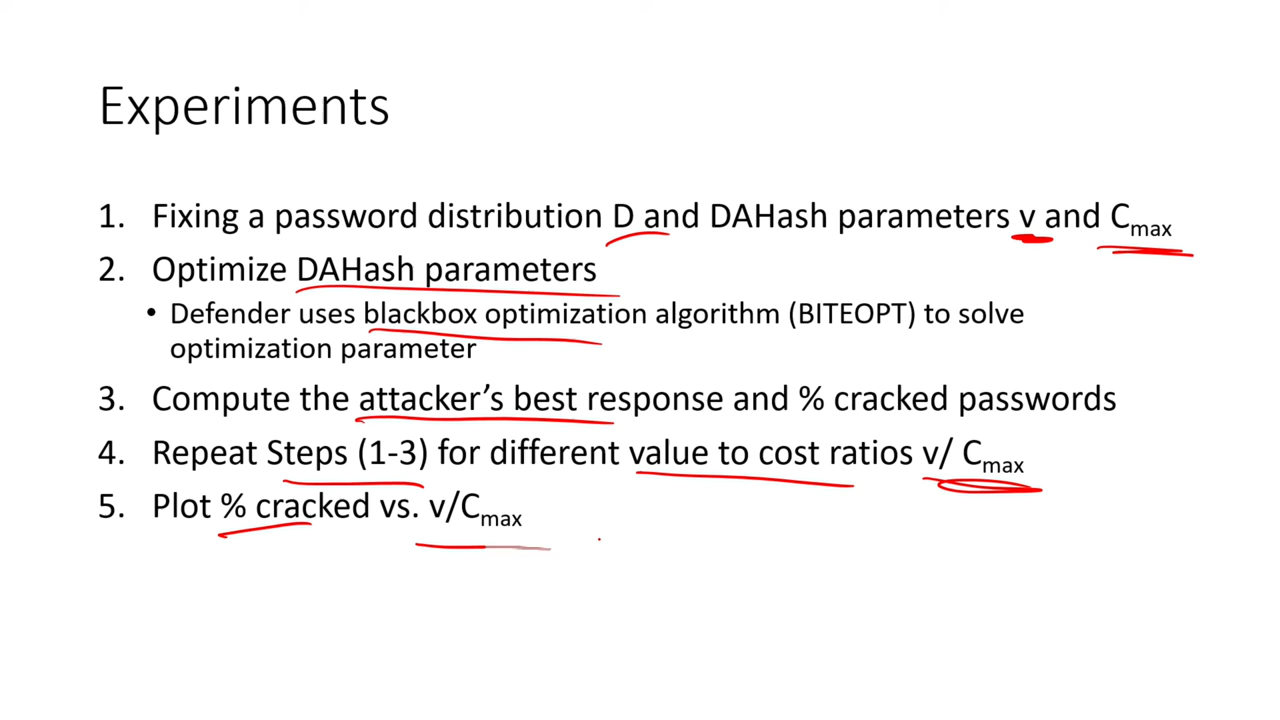 Experiments
1. Fixing a password distribution D and DAHash parameters v and Cmax
2. Optimize DAHash parameters
• Defender uses blackbox optimization algorithm (BITEOPT) to solve
optimization parameter
3. Compute the attacker’s best response and % cracked passwords
4. Repeat Steps (1-3) for different value to cost ratios v/ Cmax
5. Plot % cracked vs. v/Cmax